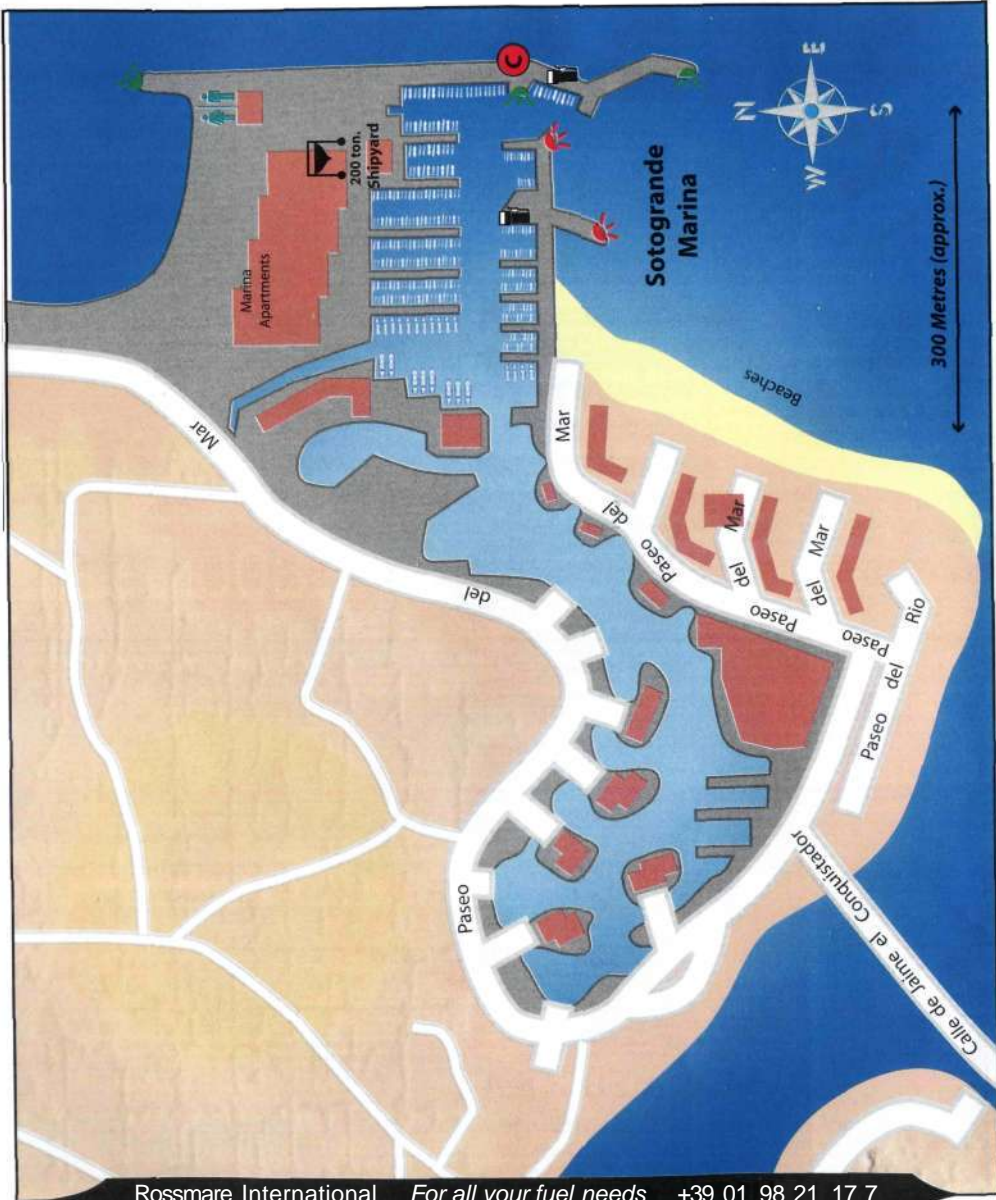 C
200 ton.
Shipyard
Marina
Apartments
N
E
S
W
Sotogrande
Marina
300 Metres (approx.)
Beaches
Paseo
del
Mar
Paseo
del
Mar
Paseo
del
Mar
Paseo
del
Mar
Paseo
del
Rio
Calle de Jaime el Conquistador
Rossmare International For all your fuel needs +39 01 98 21 17 7